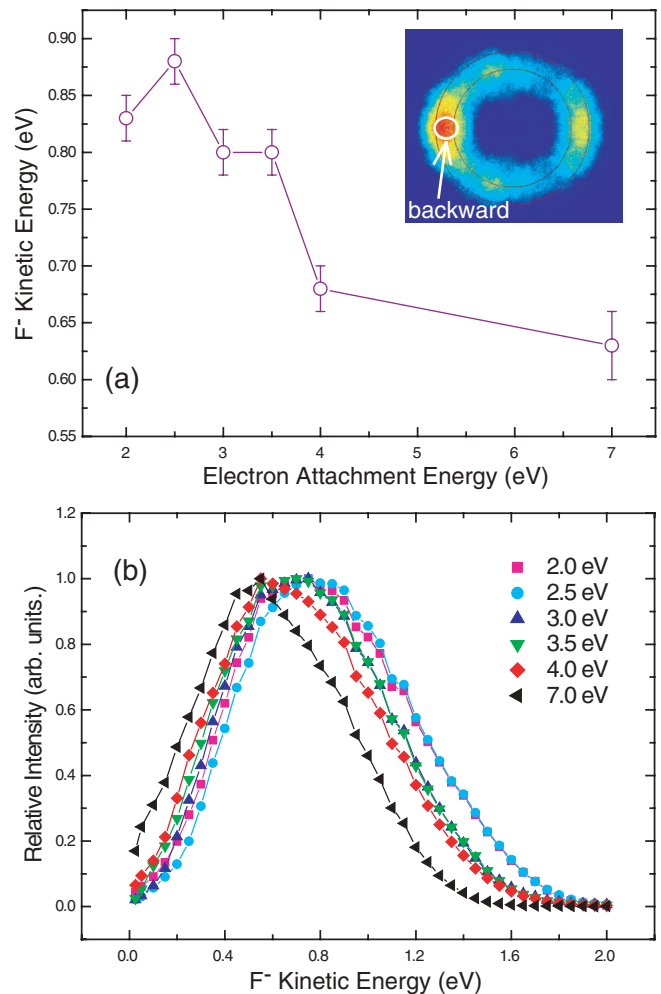 0.90
0.85
0.80
0.75
0.70
0.65
0.60
0.55
F⁻ Kinetic Energy (eV)
backward
(a)
2 3 4 5 6 7
Electron Attachment Energy (eV)
1.2
1.0
0.8
0.6
0.4
0.2
0.0
Relative Intensity (arb. units.)
(b)
2.0 eV
2.5 eV
3.0 eV
3.5 eV
4.0 eV
7.0 eV
0.0 0.4 0.8 1.2 1.6 2.0
F⁻ Kinetic Energy (eV)